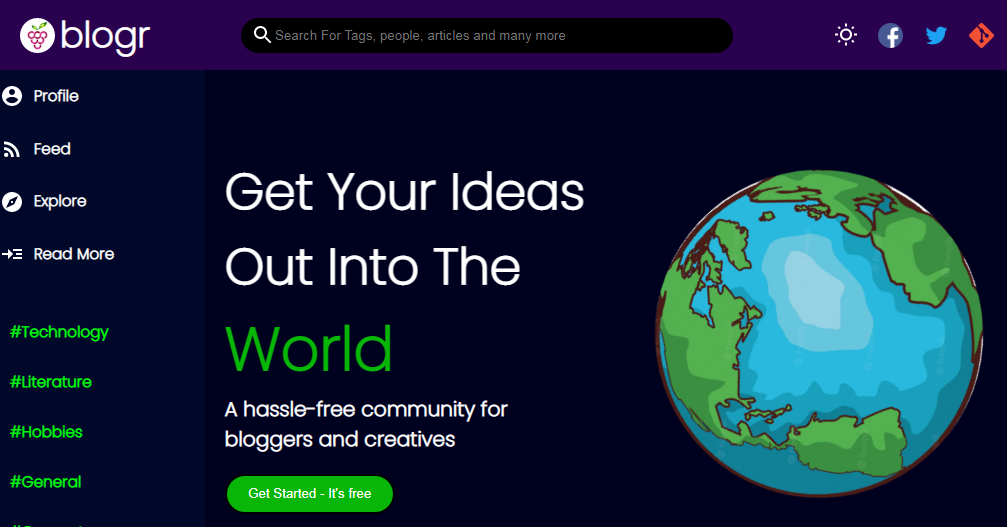 blogr
Search For Tags, people, articles and many more
Profile
Feed
Explore
Read More
#Technology
#Literature
#Hobbies
#General
Get Your Ideas
Out Into The
World
A hassle-free community for
bloggers and creatives
Get Started - It's free